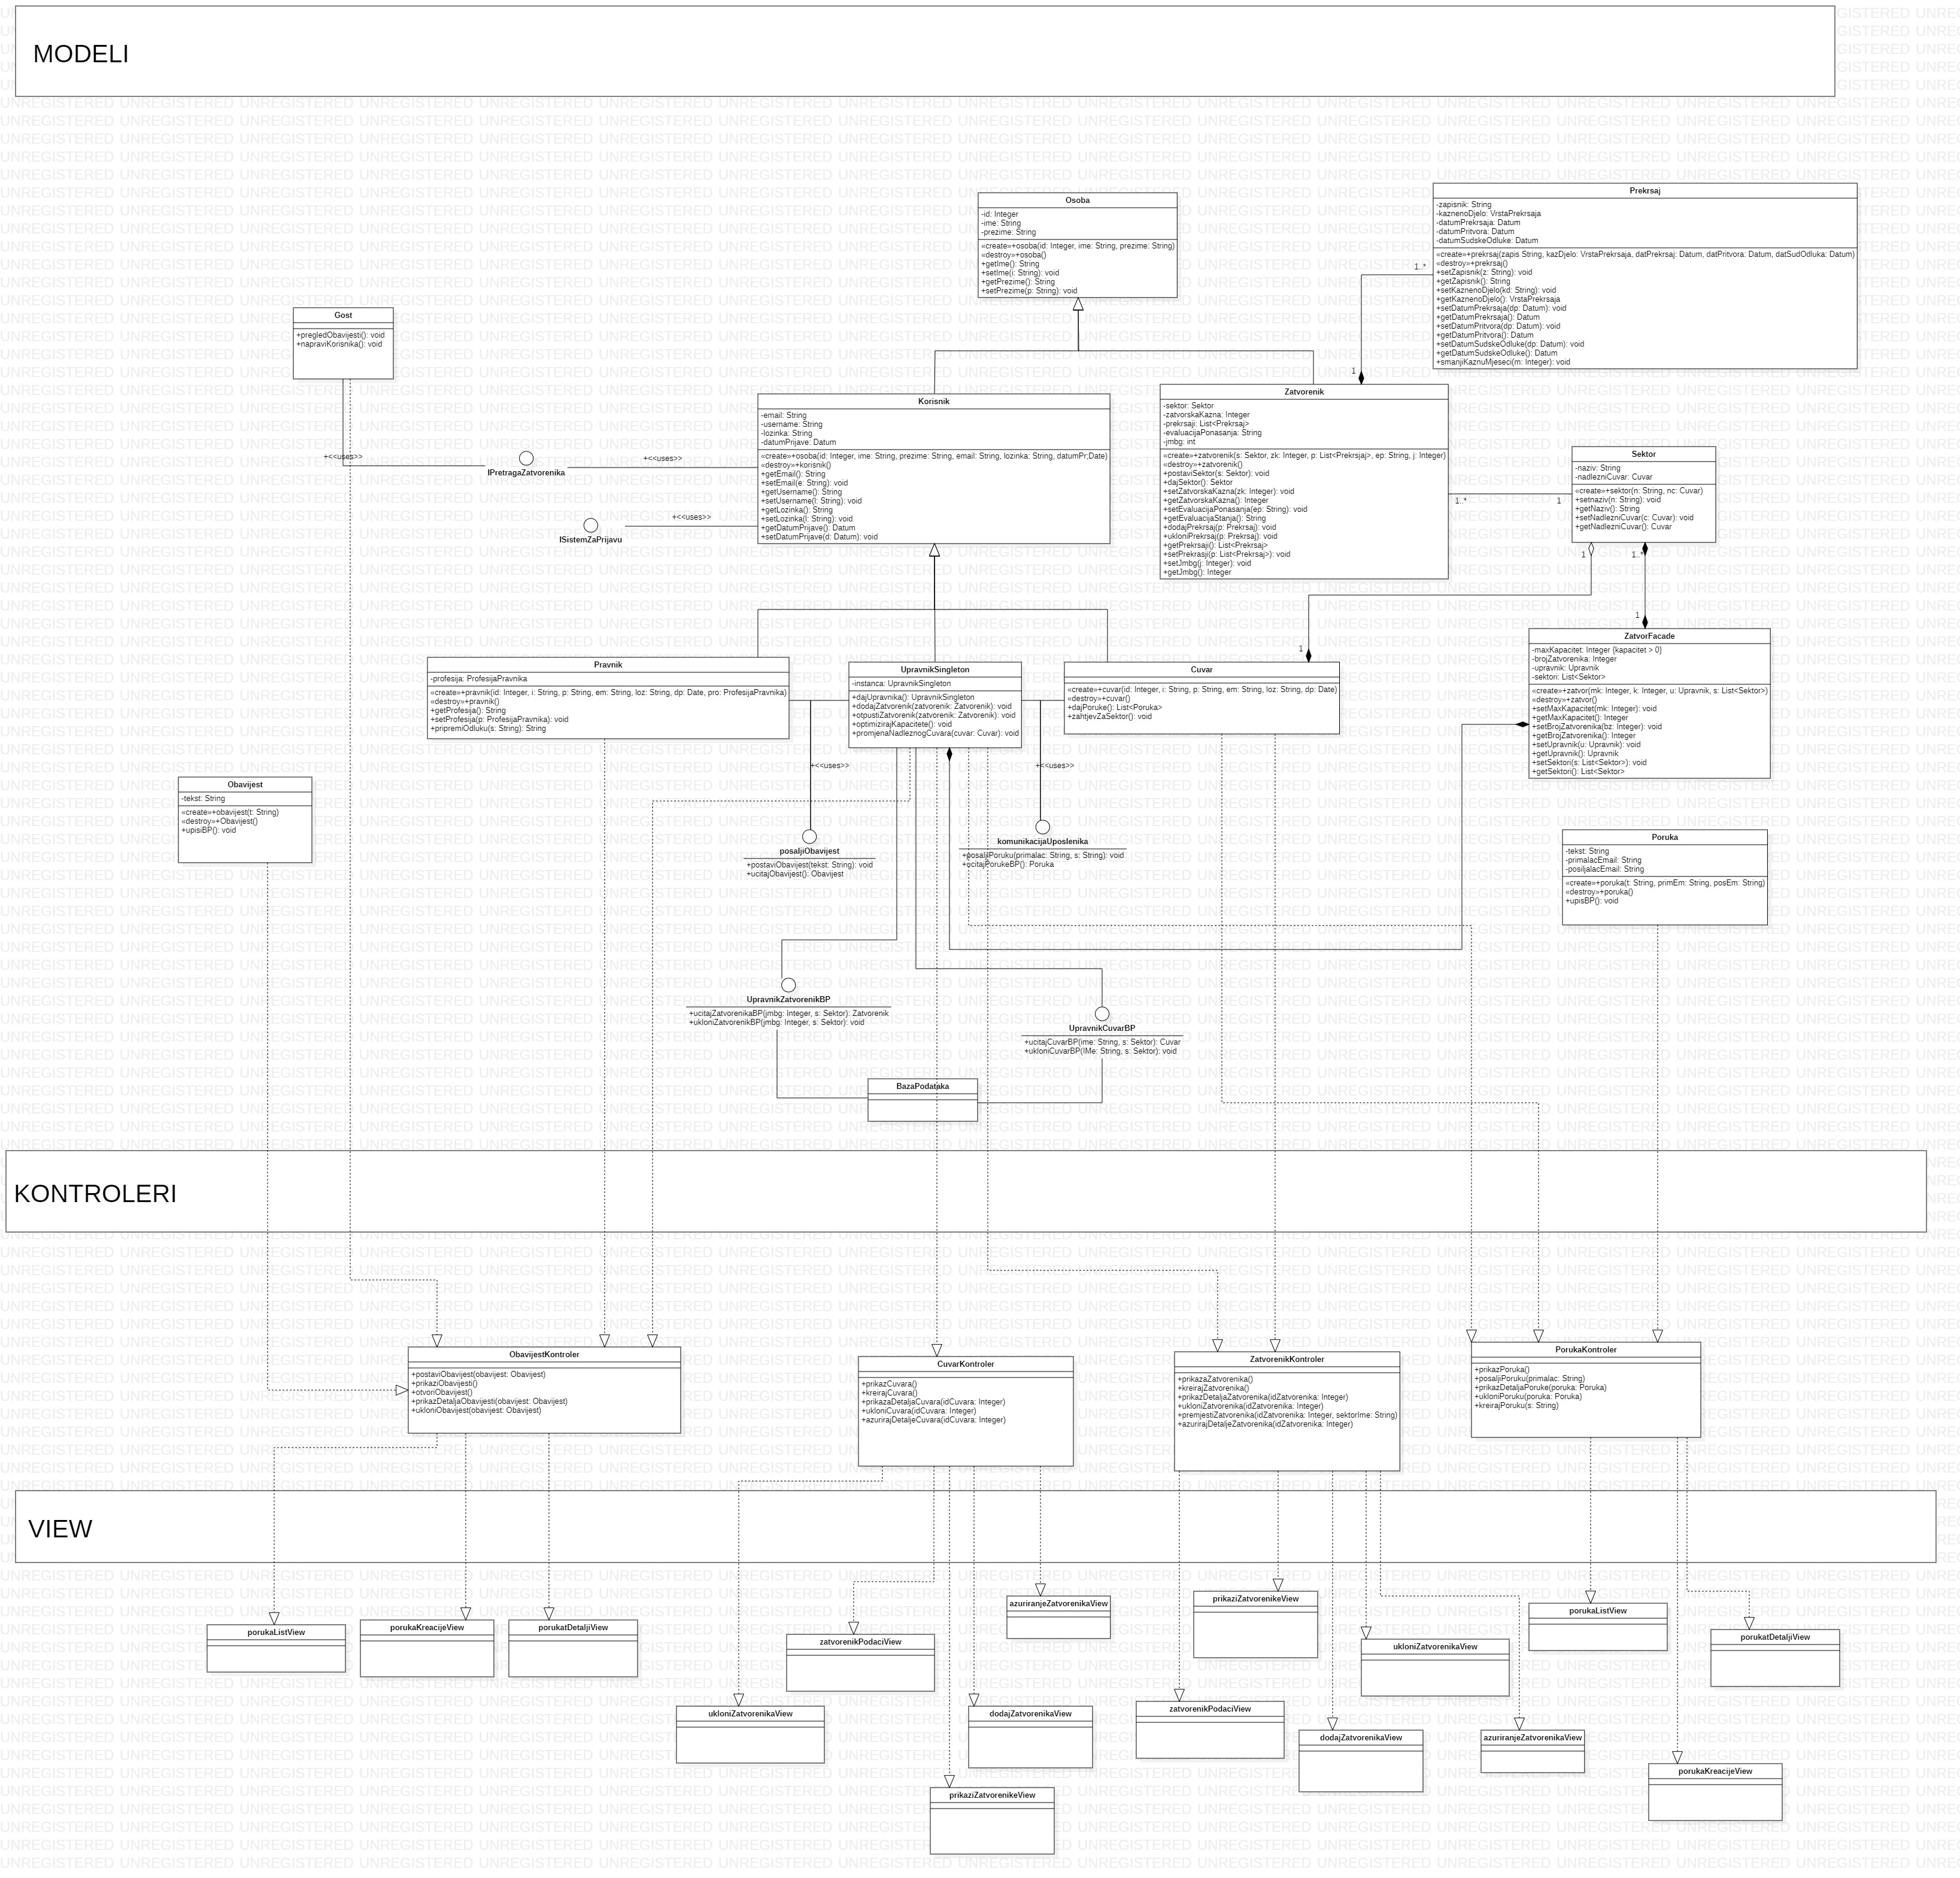 MODELI
Osoba
-id: Integer
-ime: String
-prezime: String
«create»+osoba(id: Integer, ime: String, prezime: String)
«destroy»+osoba()
+getIme(): String
+setIme(i: String): void
+getPrezime(): String
+setPrezime(p: String): void
Prekrsaj
-zapisnik: String
-kaznenoDjelo: VrstaPrekrsaja
-datumPrekrsaja: Datum
-datumPritvora: Datum
-datumSudskeOdluke: Datum
«create»+prekrsaj(zapis String, kazDjelo: VrstaPrekrsaja, datPrekrsaj: Datum, datPritvora: Datum, datSudOdluka: Datum)
«destroy»+prekrsaj()
+setZapisnik(z: String): void
+getZapisnik(): String
+setKaznenoDjelo(kd: String): void
+getKaznenoDjelo(): VrstaPrekrsaja
+setDatumPrekrsaja(dp: Datum): void
+getDatumPrekrsaja(): Datum
+setDatumPritvora(dp: Datum): void
+getDatumPritvora(): Datum
+setDatumSudskeOdluke(dp: Datum): void
+getDatumSudskeOdluke(): Datum
+smanjiKaznuMjeseci(m: Integer): void
1..*
1
Gost
+pregledObavijesti(): void
+napraviKorisnika(): void
+<<uses>>
IPretragaZatvorenika
+<<uses>>
ISistemZaPrijavu
+<<uses>>
Korisnik
-email: String
-username: String
-lozinka: String
-datumPrijave: Datum
«create»+osoba(id: Integer, ime: String, prezime: String, email: String, lozinka: String, datumPr;Date)
«destroy»+korisnik()
+getEmail(): String
+setEmail(e: String): void
+getUsername(): String
+setUsername(l: String): void
+getLozinka(): String
+setLozinka(l: String): void
+getDatumPrijave(): Datum
+setDatumPrijave(d: Datum): void
Zatvorenik
-sektor: Sektor
-zatvorskaKazna: Integer
-prekrsaji: List<Prekrsaj>
-evaluacijaPonasanja: String
-jmbg: int
«create»+zatvorenik(s: Sektor, zk: Integer, p: List<Prekrsjaj>, ep: String, j: Integer)
«destroy»+zatvorenik()
+postaviSektor(s: Sektor): void
+dajSektor(): Sektor
+setZatvorskaKazna(zk: Integer): void
+getZatvorskaKazna(): Integer
+setEvaluacijaPonasanja(ep: String): void
+getEvaluacijaStanja(): String
+dodajPrekrsaj(p: Prekrsaj): void
+ukloniPrekrsaj(p: Prekrsaj): void
+getPrekrsaji(): List<Prekrsaj>
+setPrekrasji(p: List<Prekrsaj>): void
+setJmbg(j: Integer): void
+getJmbg(): Integer
1..*
1
Sektor
-naziv: String
-nadlezniCuvar: Cuvar
«create»+sektor(n: String, nc: Cuvar)
+setnaziv(n: String): void
+getNaziv(): String
+setNadlezniCuvar(c: Cuvar): void
+getNadlezniCuvar(): Cuvar
1
1..*
1
1
ZatvorFacade
-maxKapacitet: Integer {kapacitet > 0}
-brojZatvorenika: Integer
-upravnik: Upravnik
-sektori: List<Sektor>
«create»+zatvor(mk: Integer, k: Integer, u: Upravnik, s: List<Sektor>)
«destroy»+zatvor()
+setMaxKapacitet(mk: Integer): void
+getMaxKapacitet(): Integer
+setBrojZatvorenika(bz: Integer): void
+getBrojZatvorenika(): Integer
+setUpravnik(u: Upravnik): void
+getUpravnik(): Upravnik
+setSektori(s: List<Sektor>): void
+getSektori(): List<Sektor>
Pravnik
-profesija: ProfesijaPravnika
«create»+pravnik(id: Integer, i: String, p: String, em: String, loz: String, dp: Date, pro: ProfesijaPravnika)
«destroy»+pravnik()
+getProfesija(): String
+setProfesija(p: ProfesijaPravnika): void
+pripremiOdluku(s: String): String
UpravnikSingleton
-instanca: UpravnikSingleton
+dajUpravnika(): UpravnikSingleton
+dodajZatvorenik(zatvorenik: Zatvorenik): void
+otpustiZatvorenik(zatvorenik: Zatvorenik): void
+optimizirajKapacitete(): void
+promjenaNadleznogCuvara(cuvar: Cuvar): void
Cuvar
«create»+cuvar(id: Integer, i: String, p: String, em: String, loz: String, dp: Date)
«destroy»+cuvar()
+dajPoruke(): List<Poruka>
+zahtjevZaSektor(): void
+<<uses>>
+<<uses>>
Obavijest
-tekst: String
«create»+obavijest(t: String)
«destroy»+Obavijest()
+upisiBP(): void
posaljiObavijest
+postaviObavijest(tekst: String): void
+ucitajObavijest(): Obavijest
komunikacijaUposlenika
+posaljiPoruku(primalac: String, s: String): void
+ucitajPorukeBP(): Poruka
Poruka
-tekst: String
-primalacEmail: String
-posiljalacEmail: String
«create»+poruka(t: String, primEm: String, posEm: String)
«destroy»+poruka()
+upisBP(): void
UpravnikZatvorenikBP
+ucitajZatvorenikaBP(jmbg: Integer, s: Sektor): Zatvorenik
+ukloniZatvorenikBP(jmbg: Integer, s: Sektor): void
UpravnikCuvarBP
+ucitajCuvarBP(ime: String, s: Sektor): Cuvar
+ukloniCuvarBP(IMe: String, s: Sektor): void
BazaPodataka
KONTROLERI
ObavijestKontroler
+postaviObavijest(obavijest: Obavijest)
+prikaziObavijesti()
+otvoriObavijest()
+prikazDetaljaObavijesti(obavijest: Obavijest)
+ukloniObavijest(obavijest: Obavijest)
CuvarKontroler
+prikazCuvara()
+kreirajCuvara()
+prikazaDetaljaCuvara(idCuvara: Integer)
+ukloniCuvara(idCuvara: Integer)
+azurirajDetaljeCuvara(idCuvara: Integer)
ZatvorenikKontroler
+prikazaZatvorenika()
+kreirajZatvorenika()
+prikazDetaljaZatvorenika(idZatvorenika: Integer)
+ukloniZatvorenika(idZatvorenika: Integer)
+premjestiZatvorenika(idZatvorenika: Integer, sektorIme: String)
+azurirajDetaljeZatvorenika(idZatvorenika: Integer)
PorukaKontroler
+prikazPoruka()
+posaljiPoruku(primalac: String)
+prikazDetaljaPoruke(poruka: Poruka)
+ukloniPoruku(poruka: Poruka)
+kreirajPoruku(s: String)
VIEW
porukaListView
porukaKreacijeView
porukatDetaljiView
zatvorenikPodaciView
azuriranjeZatvorenikaView
ukloniZatvorenikaView
dodajZatvorenikaView
prikaziZatvorenikeView
prikaziZatvorenikeView
ukloniZatvorenikaView
zatvorenikPodaciView
dodajZatvorenikaView
azuriranjeZatvorenikaView
porukaListView
porukatDetaljiView
porukaKreacijeView